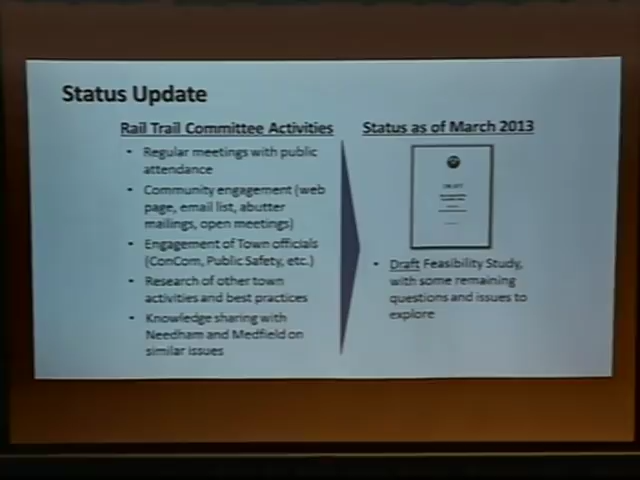 Status Update
Rail Trail Committee Activities
• Regular meetings with public
attendance
• Community engagement (web
page, email list, abutter
mailings, open meetings)
• Engagement of Town officials
(ConCom, Public Safety, etc.)
• Research of other town
activities and best practices
• Knowledge sharing with
Needham and Medfield on
similar issues
Status as of March 2013
DRAFT
• Draft Feasibility Study,
with some remaining
questions and issues to
explore